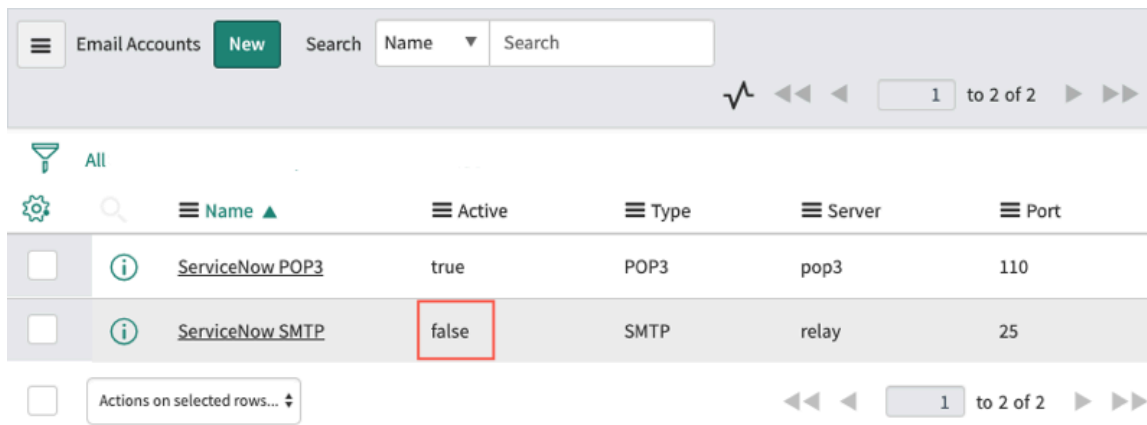 Email Accounts New Search Name Search
1 to 2 of 2
All
Name Active Type Server Port
ServiceNow POP3 true POP3 pop3 110
ServiceNow SMTP false SMTP relay 25
Actions on selected rows... 1 to 2 of 2